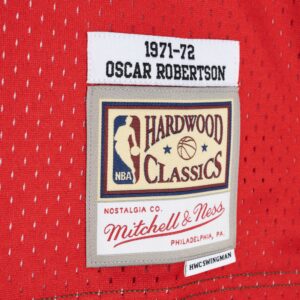 1971-72
OSCAR ROBERTSON
NBA
HARDWOOD
CLASSICS
NOSTALGIA CO.
Mitchell & Ness
PHILADELPHIA, PA.
HWC SWINGMAN